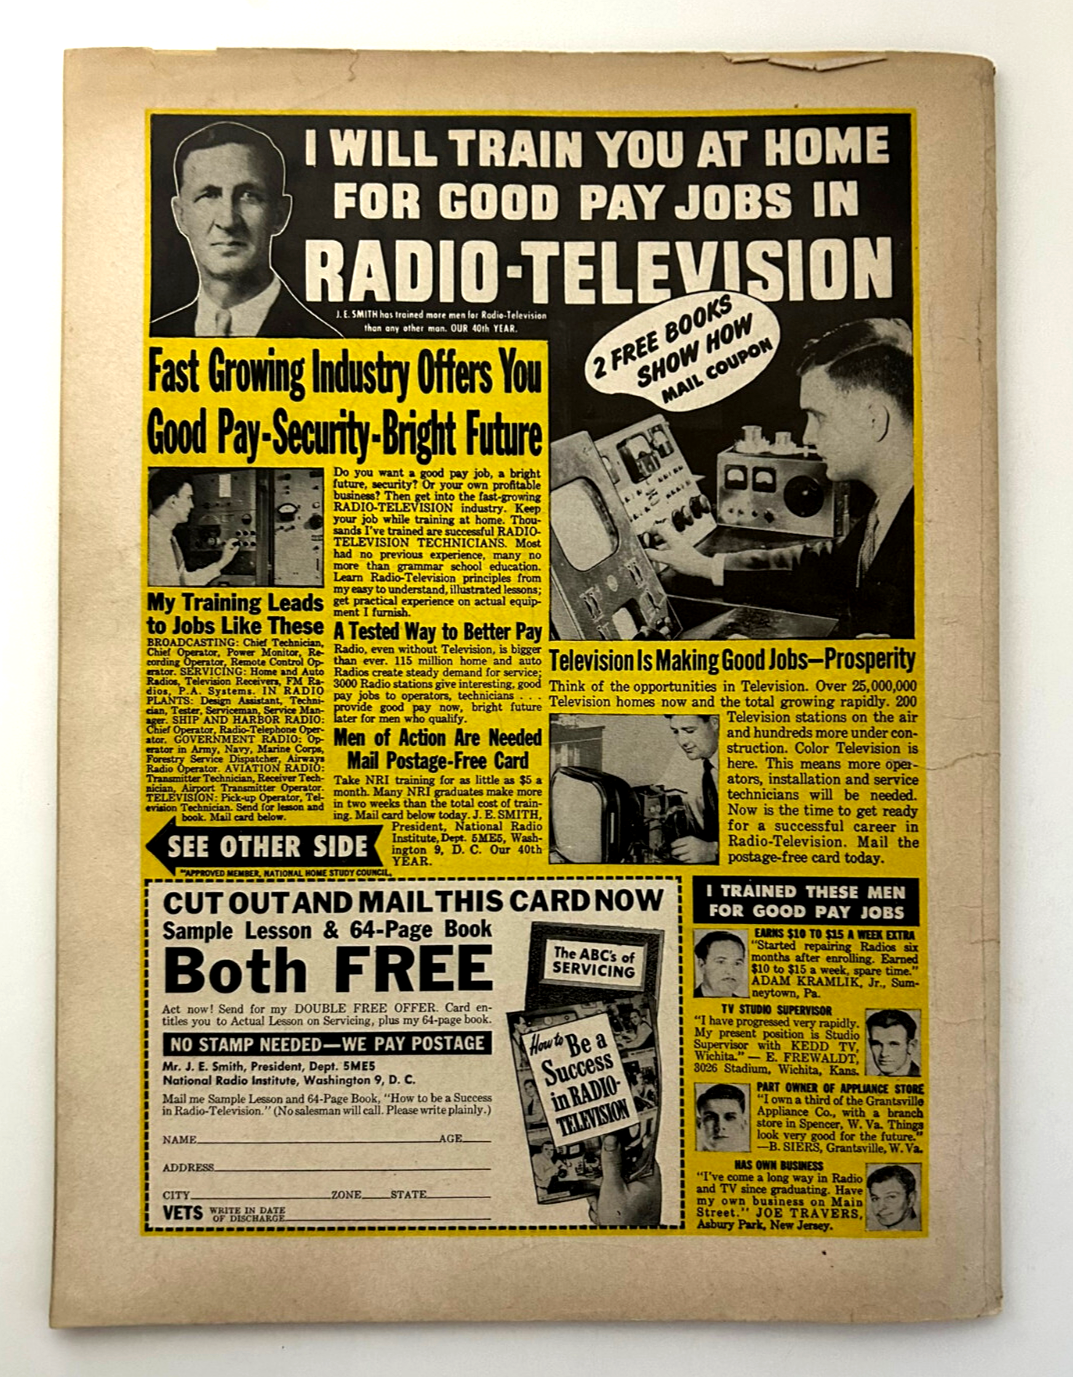 I WILL TRAIN YOU AT HOME
FOR GOOD PAY JOBS IN
RADIO-TELEVISION
J. E. SMITH has trained more men for Radio-Television
than any other man. OUR 40th YEAR.
2 FREE BOOKS
SHOW HOW
MAIL COUPON
Fast Growing Industry Offers You
Good Pay-Security-Bright Future
Do you want a good pay job, a bright
future, security? Or your own profitable
business? Then get into the fast-growing
RADIO-TELEVISION industry. Keep
your job while training at home. Thou-
sands I've trained are successful RADIO-
TELEVISION TECHNICIANS. Most
had no previous experience, many no
more than grammar school education.
Learn Radio-Television principles from
my easy to understand, illustrated lessons;
get practical experience on actual equip-
ment I furnish.
My Training Leads
to Jobs Like These
BROADCASTING: Chief Technician,
Chief Operator, Power Monitor, Re-
cording Operator, Remote Control Op-
erator. SERVICING: Home and Auto
Radios, Television Receivers, FM Ra-
dios, P.A. Systems. IN RADIO
PLANTS: Design Assistant, Techni-
cian, Tester, Serviceman, Service Man-
ager. SHIP AND HARBOR RADIO:
Chief Operator, Radio-Telephone Oper-
ator. GOVERNMENT RADIO: Op-
erator in Army, Navy, Marine Corps,
Forestry Service Dispatcher, Airways
Radio Operator. AVIATION RADIO:
Transmitter Technician, Receiver Tech-
nician, Airport Transmitter Operator.
TELEVISION: Pick-up Operator, Tel-
evision Technician. Send for lesson and
book. Mail card below.
A Tested Way to Better Pay
Radio, even without Television, is bigger
than ever. 115 million home and auto
Radios create steady demand for service;
3000 Radio stations give interesting, good
pay jobs to operators, technicians . . .
provide good pay now, bright future
later for men who qualify.
Men of Action Are Needed
Mail Postage-Free Card
Take NRI training for as little as $5 a
month. Many NRI graduates make more
in two weeks than the total cost of train-
ing. Mail card below today. J. E. SMITH,
President, National Radio
Institute, Dept. 5ME5, Wash-
ington 9, D. C. Our 40th
YEAR.
SEE OTHER SIDE
"APPROVED MEMBER, NATIONAL HOME STUDY COUNCIL."
Television Is Making Good Jobs—Prosperity
Think of the opportunities in Television. Over 25,000,000
Television homes now and the total growing rapidly. 200
Television stations on the air
and hundreds more under con-
struction. Color Television is
here. This means more oper-
ators, installation and service
technicians will be needed.
Now is the time to get ready
for a successful career in
Radio-Television. Mail the
postage-free card today.
CUT OUT AND MAIL THIS CARD NOW
Sample Lesson & 64-Page Book
Both FREE
Act now! Send for my DOUBLE FREE OFFER. Card en-
titles you to Actual Lesson on Servicing, plus my 64-page book.
NO STAMP NEEDED—WE PAY POSTAGE
Mr. J. E. Smith, President, Dept. 5ME5
National Radio Institute, Washington 9, D. C.
Mail me Sample Lesson and 64-Page Book, "How to be a Success
in Radio-Television." (No salesman will call. Please write plainly.)
NAME AGE
ADDRESS
CITY ZONE STATE
VETS WRITE IN DATE
OF DISCHARGE
The ABC's of
SERVICING
How to Be a
Success
in RADIO-
TELEVISION
I TRAINED THESE MEN
FOR GOOD PAY JOBS
EARNS $10 TO $15 A WEEK EXTRA
"Started repairing Radios six
months after enrolling. Earned
$10 to $15 a week, spare time."
ADAM KRAMLIK, Jr., Sum-
neytown, Pa.
TV STUDIO SUPERVISOR
"I have progressed very rapidly.
My present position is Studio
Supervisor with KEDD TV,
Wichita."— E. FREWALDT,
3026 Stadium, Wichita, Kans.
PART OWNER OF APPLIANCE STORE
"I own a third of the Grantsville
Appliance Co., with a branch
store in Spencer, W. Va. Things
look very good for the future."
—B. SIERS, Grantsville, W. Va.
HAS OWN BUSINESS
"I've come a long way in Radio
and TV since graduating. Have
my own business on Main
Street." JOE TRAVERS,
Asbury Park, New Jersey.